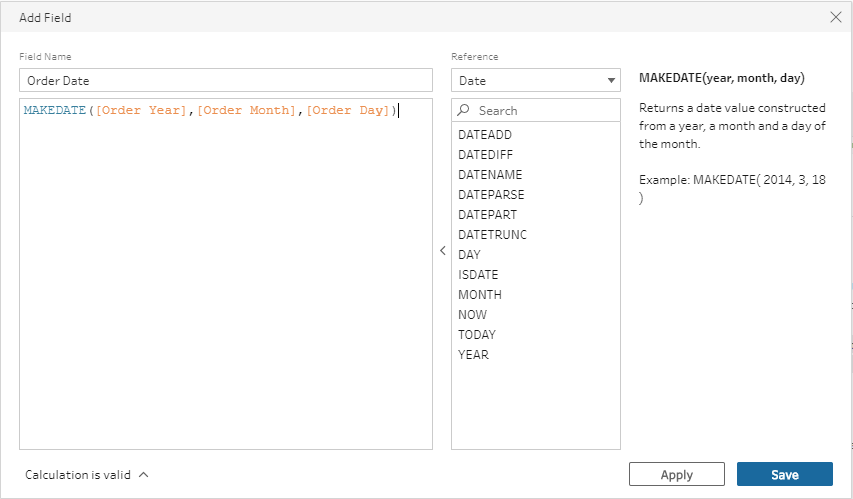 Add Field
Field Name
Order Date
MAKEDATE([Order Year],[Order Month],[Order Day])
Calculation is valid
Reference
Date
Search
DATEADD
DATEDIFF
DATENAME
DATEPARSE
DATEPART
DATETRUNC
DAY
ISDATE
MONTH
NOW
TODAY
YEAR
MAKEDATE(year, month, day)
Returns a date value constructed
from a year, a month and a day of
the month.
Example: MAKEDATE( 2014, 3, 18
)
Apply
Save